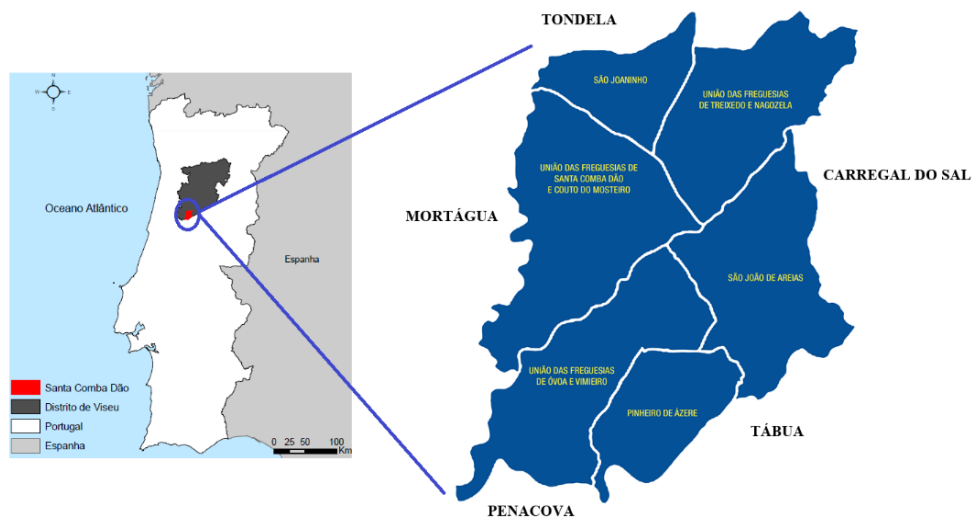 TONDELA
SÃO JOANINHO
UNIÃO DAS FREGUESIAS
DE TREIXEDO E NAGOZELA
UNIÃO DAS FREGUESIAS DE
SANTA COMBA DÃO
E COUTO DO MOSTEIRO
CARREGAL DO SAL
MORTÁGUA
SÃO JOÃO DE AREIAS
UNIÃO DAS FREGUESIAS
DE ÓVOA E VIMIEIRO
PINHEIRO DE ÁZERE
TÁBUA
PENACOVA
N
W
E
S
Oceano Atlântico
Espanha
Santa Comba Dão
Distrito de Viseu
Portugal
Espanha
0 25 50 100
Km